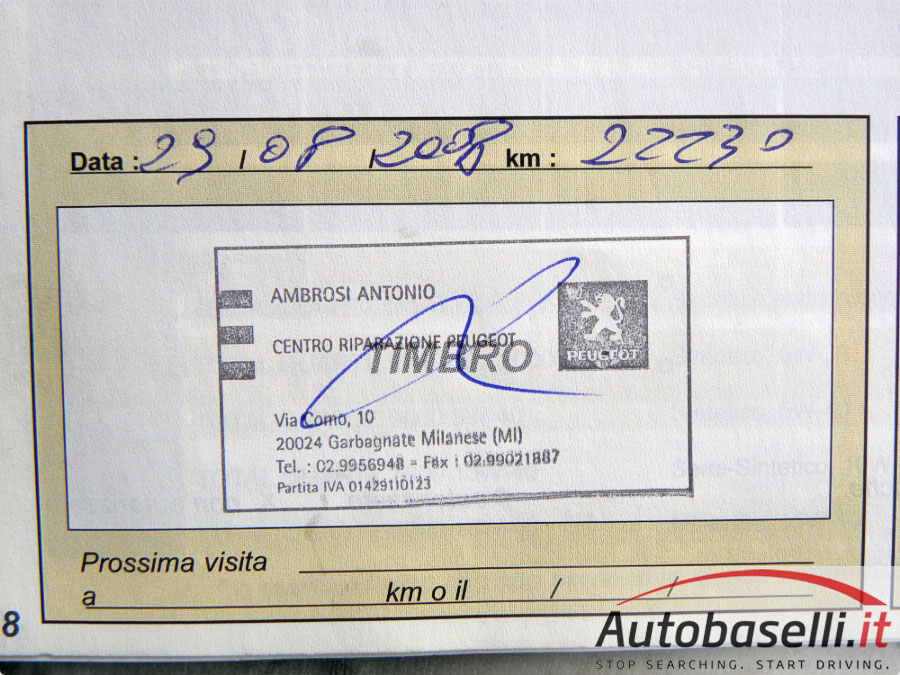 Data : 29 / 08 / 2008 km : 22230
AMBROSI ANTONIO
CENTRO RIPARAZIONE PEUGEOT
TIMBRO
PEUGEOT
Via Como, 10
20024 Garbagnate Milanese (MI)
Tel. : 02.9956948 - Fax : 02.99021887
Partita IVA 01429110123
Prossima visita
a km o il / /
8
Autobaselli.it
STOP SEARCHING. START DRIVING.